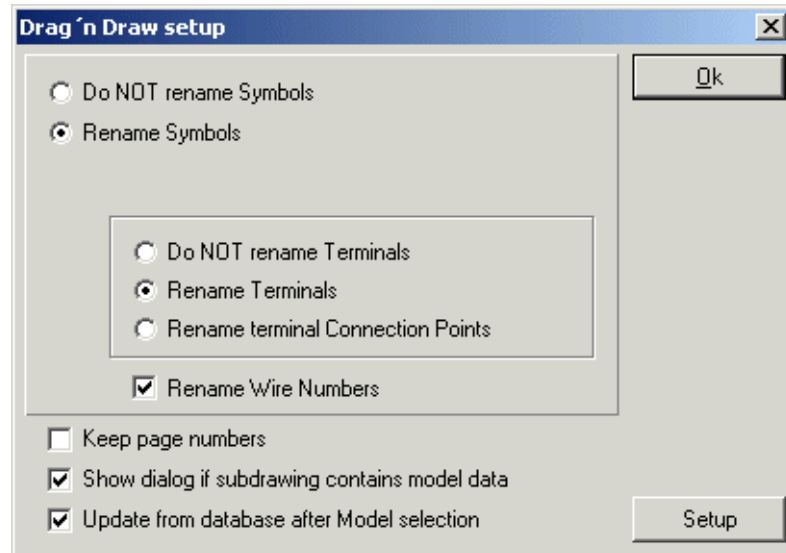 Drag´n Draw setup
Ok
Do NOT rename Symbols
Rename Symbols
Do NOT rename Terminals
Rename Terminals
Rename terminal Connection Points
Rename Wire Numbers
Keep page numbers
Show dialog if subdrawing contains model data
Update from database after Model selection
Setup